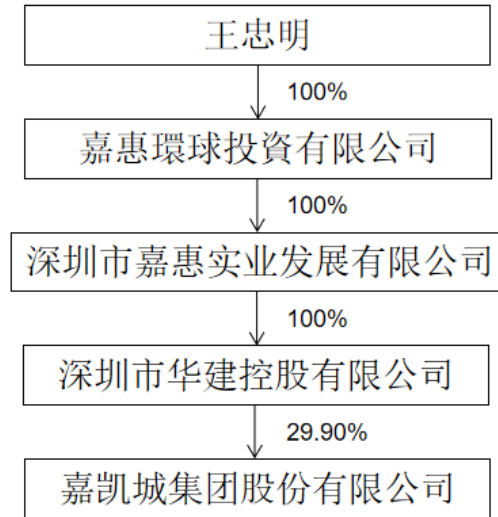 王忠明
100%
嘉惠環球投資有限公司
100%
深圳市嘉惠实业发展有限公司
100%
深圳市华建控股有限公司
29.90%
嘉凯城集团股份有限公司